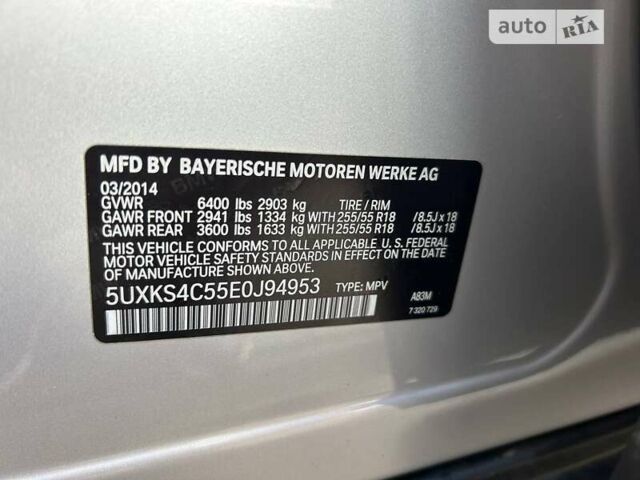 auto RIA
MFD BY BAYERISCHE MOTOREN WERKE AG
03/2014
GVWR 6400 lbs 2903 kg TIRE / RIM
GAWR FRONT 2941 lbs 1334 kg WITH 255/55 R18 /8.5J x 18
GAWR REAR 3600 lbs 1633 kg WITH 255/55 R18 /8.5J x 18
THIS VEHICLE CONFORMS TO ALL APPLICABLE U. S. FEDERAL
MOTOR VEHICLE SAFETY STANDARDS IN EFFECT ON THE
DATE OF MANUFACTURE SHOWN ABOVE.
5UXKS4C55E0J94953 TYPE: MPV
A83M
7 320 729